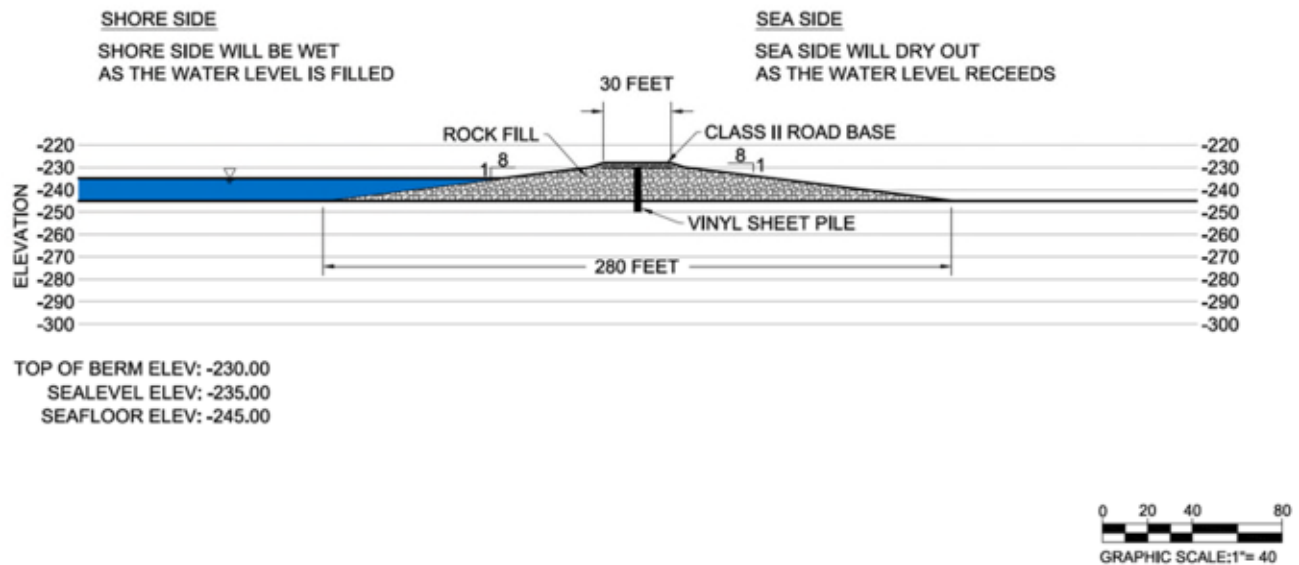 SHORE SIDE
SHORE SIDE WILL BE WET
AS THE WATER LEVEL IS FILLED
SEA SIDE
SEA SIDE WILL DRY OUT
AS THE WATER LEVEL RECEEDS
30 FEET
ROCK FILL
CLASS II ROAD BASE
1 8
8 1
ELEVATION
-220
-230
-240
-250
-260
-270
-280
-290
-300
-220
-230
-240
-250
-260
-270
-280
-290
-300
VINYL SHEET PILE
280 FEET
TOP OF BERM ELEV: -230.00
SEALEVEL ELEV: -235.00
SEAFLOOR ELEV: -245.00
0 20 40 80
GRAPHIC SCALE:1"= 40